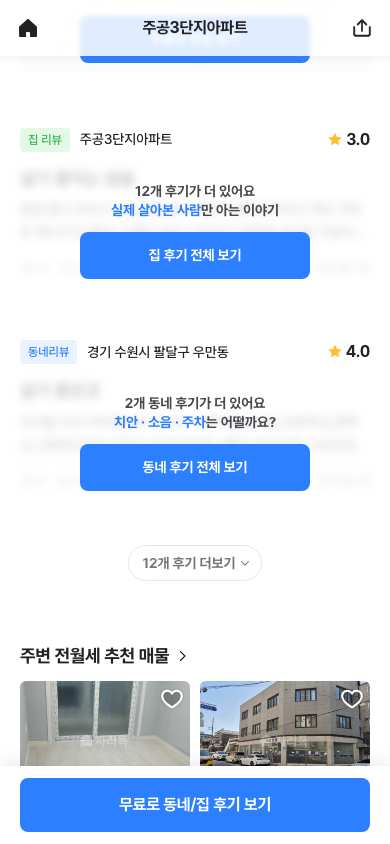 주공3단지아파트
집 리뷰 주공3단지아파트 3.0
12개 후기가 더 있어요
실제 살아본 사람만 아는 이야기
집 후기 전체 보기
동네리뷰 경기 수원시 팔달구 우만동 4.0
2개 동네 후기가 더 있어요
치안 · 소음 · 주차는 어떨까요?
동네 후기 전체 보기
12개 후기 더보기
주변 전월세 추천 매물
무료로 동네/집 후기 보기